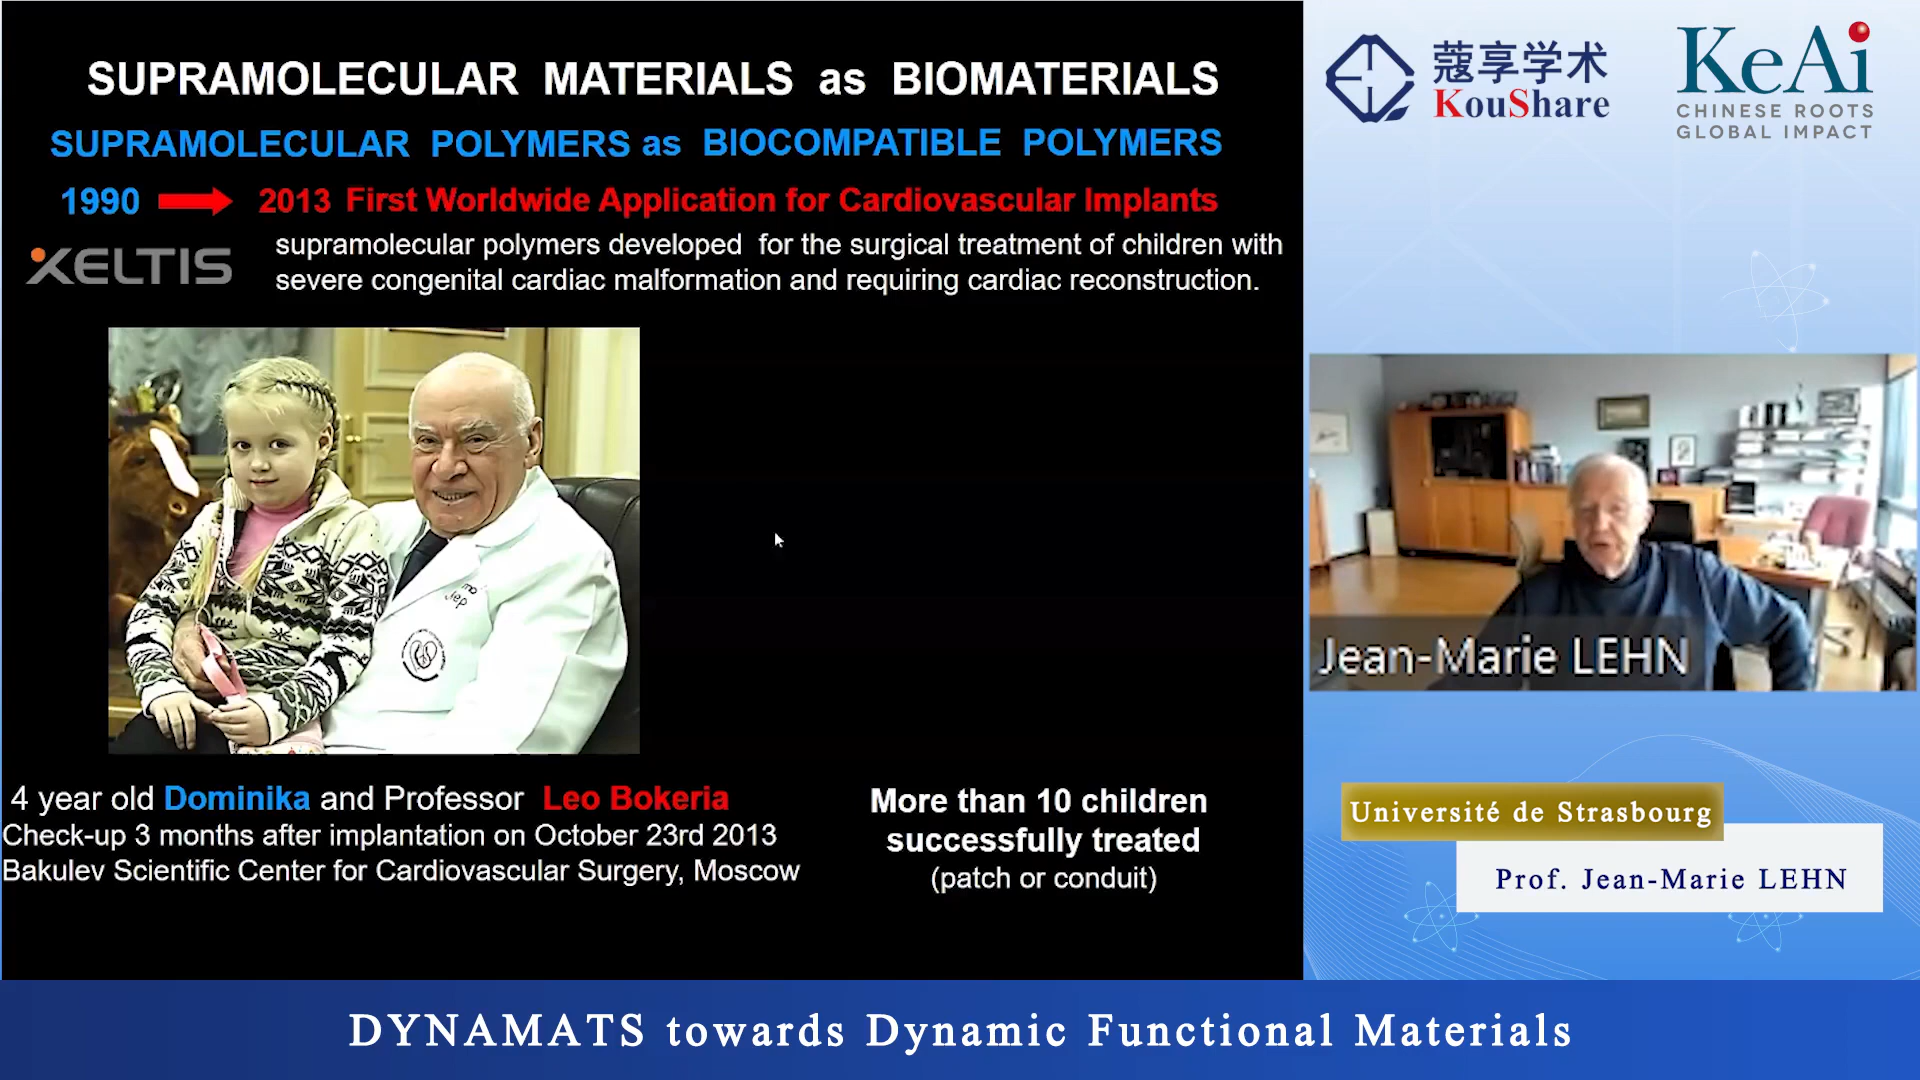 SUPRAMOLECULAR MATERIALS as BIOMATERIALS
SUPRAMOLECULAR POLYMERS as BIOCOMPATIBLE POLYMERS
1990 2013 First Worldwide Application for Cardiovascular Implants
XELTIS
supramolecular polymers developed for the surgical treatment of children with
severe congenital cardiac malformation and requiring cardiac reconstruction.
4 year old Dominika and Professor Leo Bokeria
Check-up 3 months after implantation on October 23rd 2013
Bakulev Scientific Center for Cardiovascular Surgery, Moscow
More than 10 children
successfully treated
(patch or conduit)
蔻享学术
KouShare
KeAi
CHINESE ROOTS
GLOBAL IMPACT
Jean-Marie LEHN
Université de Strasbourg
Prof. Jean-Marie LEHN
DYNAMATS towards Dynamic Functional Materials